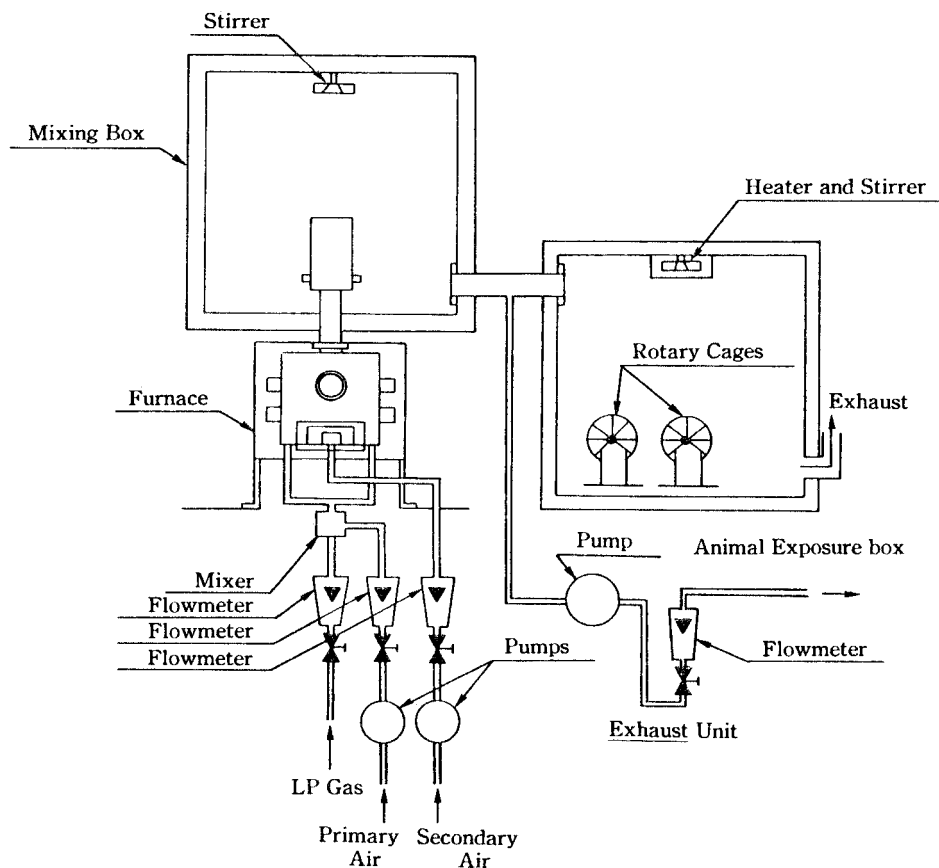 Stirrer
Mixing Box
Heater and Stirrer
Rotary Cages
Furnace
Exhaust
Pump
Animal Exposure box
Mixer
Flowmeter
Flowmeter
Flowmeter
Pumps
Flowmeter
Exhaust Unit
LP Gas
Primary
Air
Secondary
Air